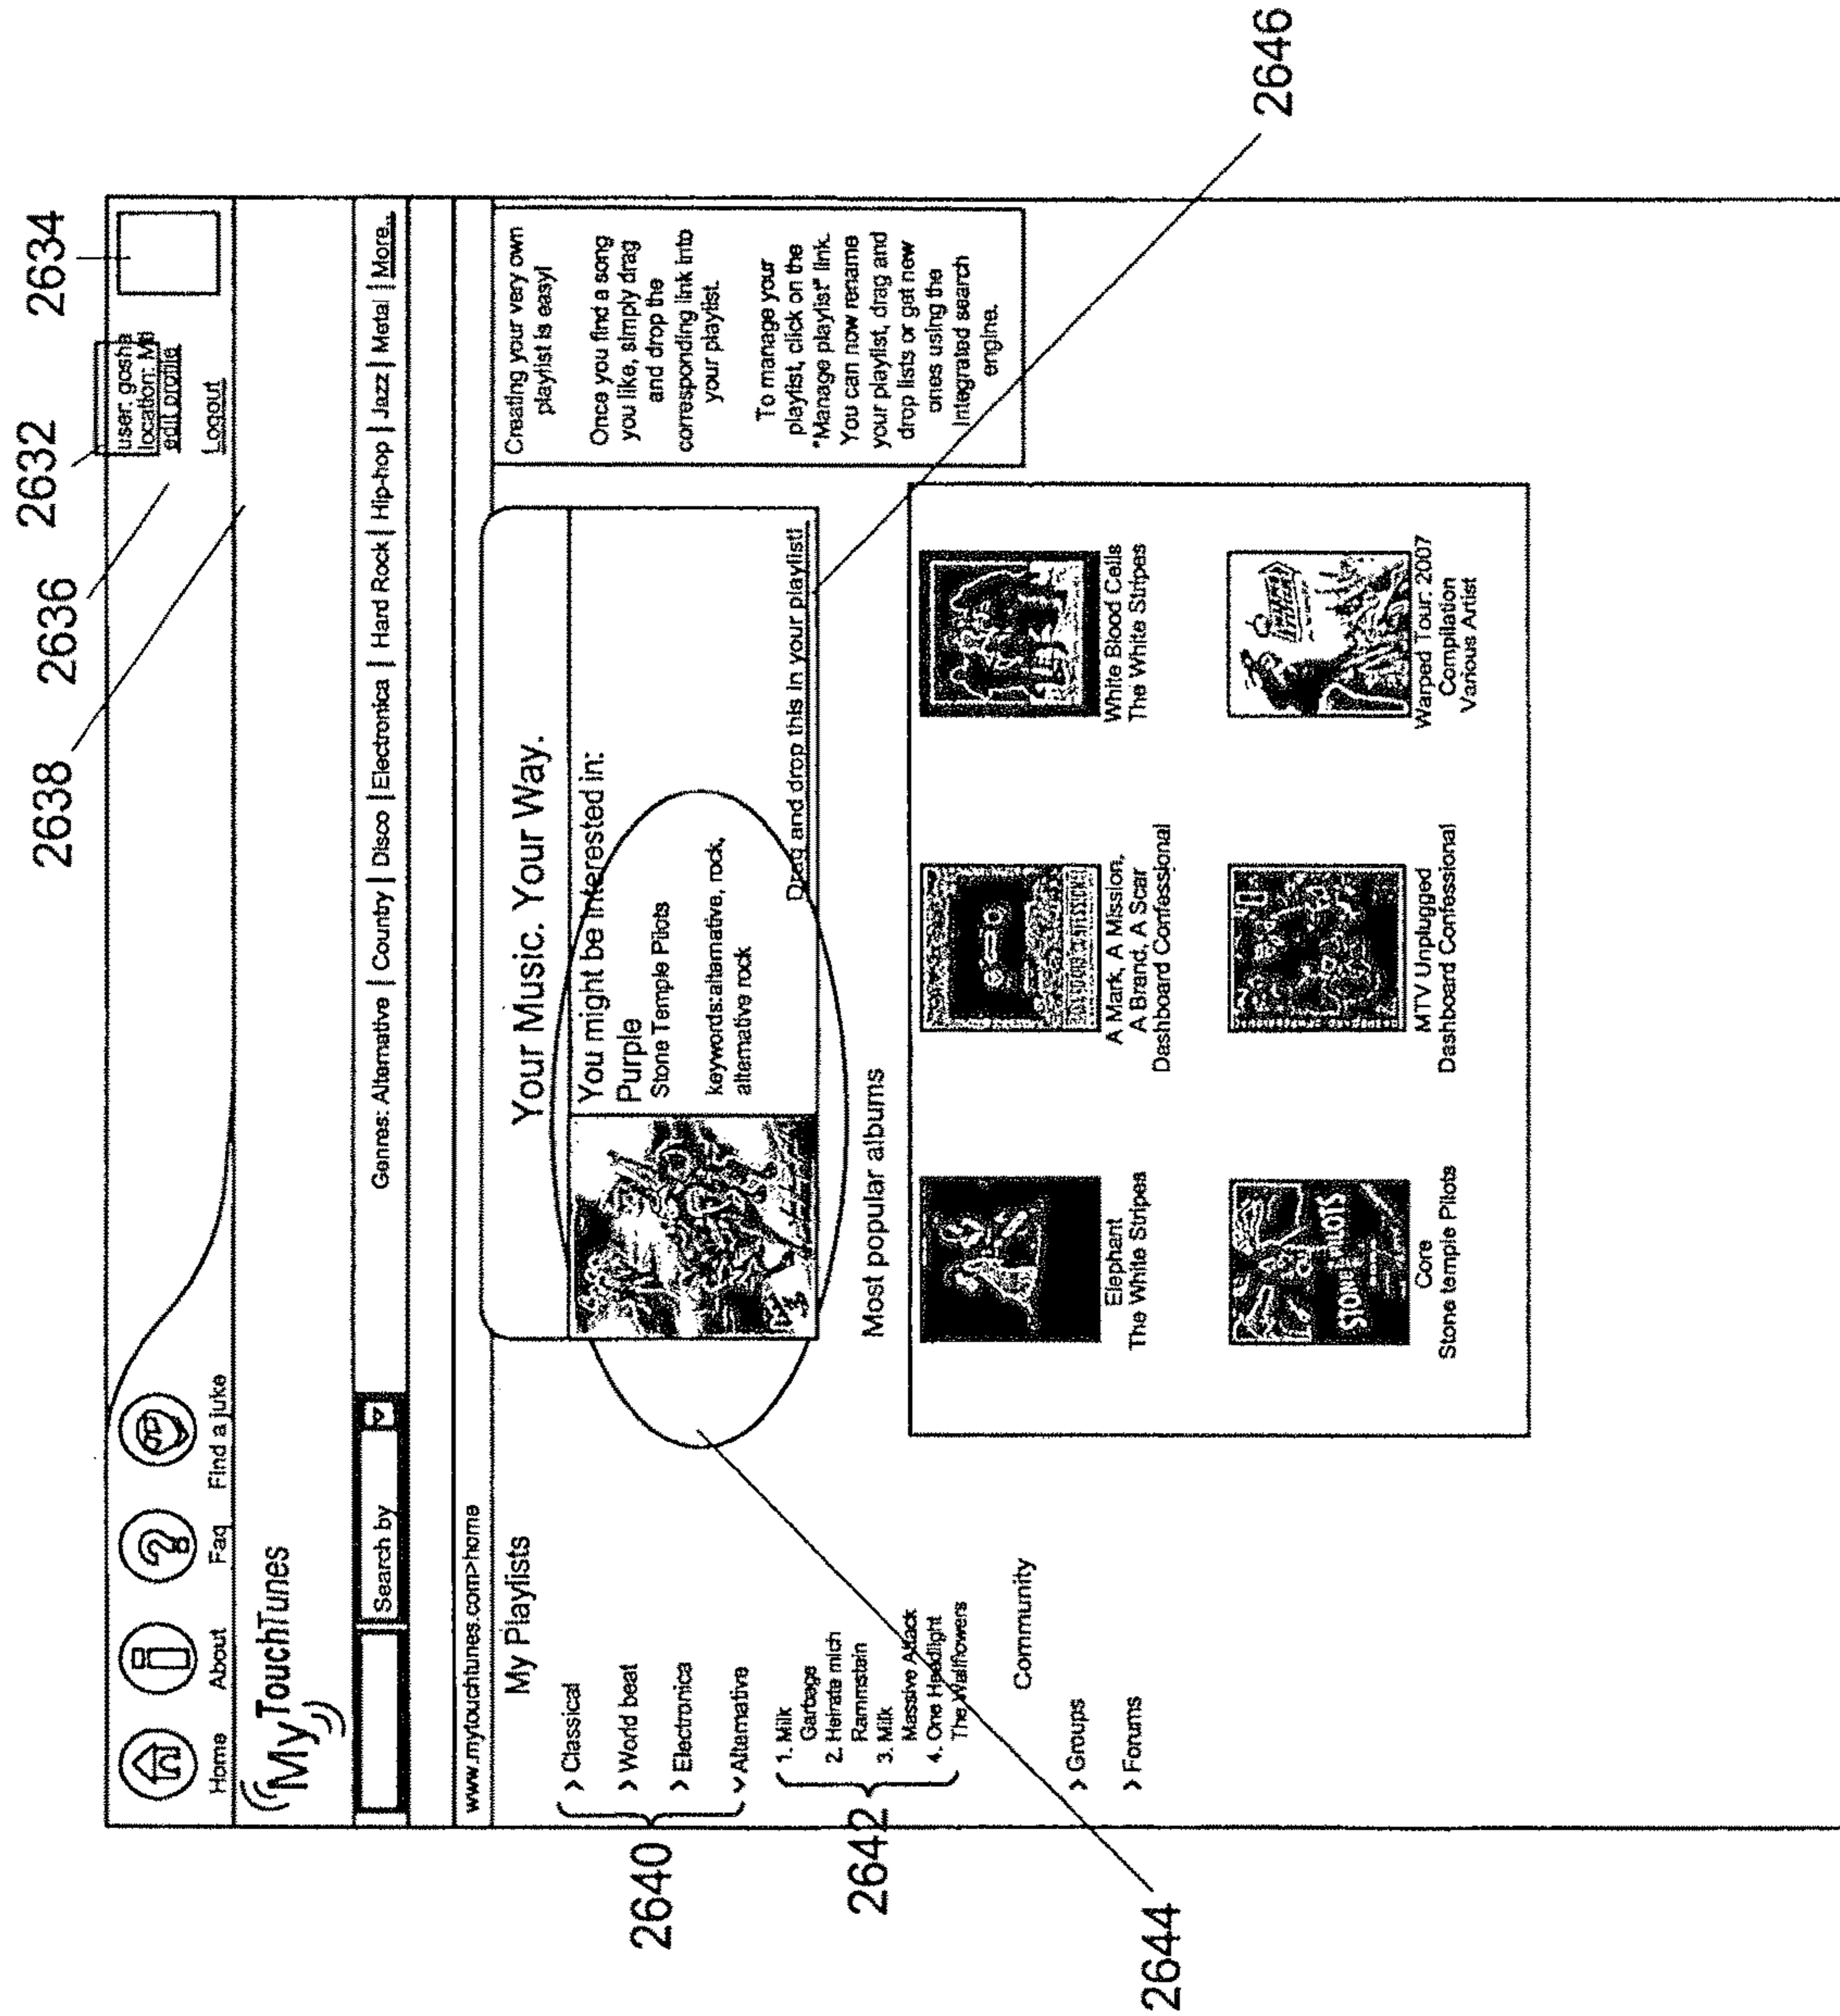 2638
2636
2632
2634
Home
About
Faq
Find a juke
user: gosha
location: Mtl
edit profile
Logout
MyTouchTunes
Search by
Genres: Alternative | Country | Disco | Electronica | Hard Rock | Hip-hop | Jazz | Metal | More..
www.mytouchtunes.com>home
My Playlists
> Classical
> World beat
> Electronica
Alternative
1. Milk
Garbage
2. Heirate mich
Rammstein
3. Milk
Massive Attack
4. One Headlight
The Wallflowers
Community
> Groups
> Forums
2640
2642
2644
Your Music. Your Way.
You might be interested in:
Purple
Stone Temple Pilots
keywords:alternative, rock,
alternative rock
Drag and drop this in your playlist!
Most popular albums
Elephant
The White Stripes
A Mark, A Mission,
A Brand, A Scar
Dashboard Confessional
White Blood Cells
The White Stripes
STONE PILOTS
Core
Stone temple Pilots
MTV Unplugged
Dashboard Confessional
Warped Tour: 2007
Compilation
Various Artist
Creating your very own
playlist is easy!
Once you find a song
you like, simply drag
and drop the
corresponding link into
your playlist.
To manage your
playlist, click on the
"Manage playlist" link.
You can now rename
your playlist, drag and
drop lists or get new
ones using the
Integrated search
engine.
2646